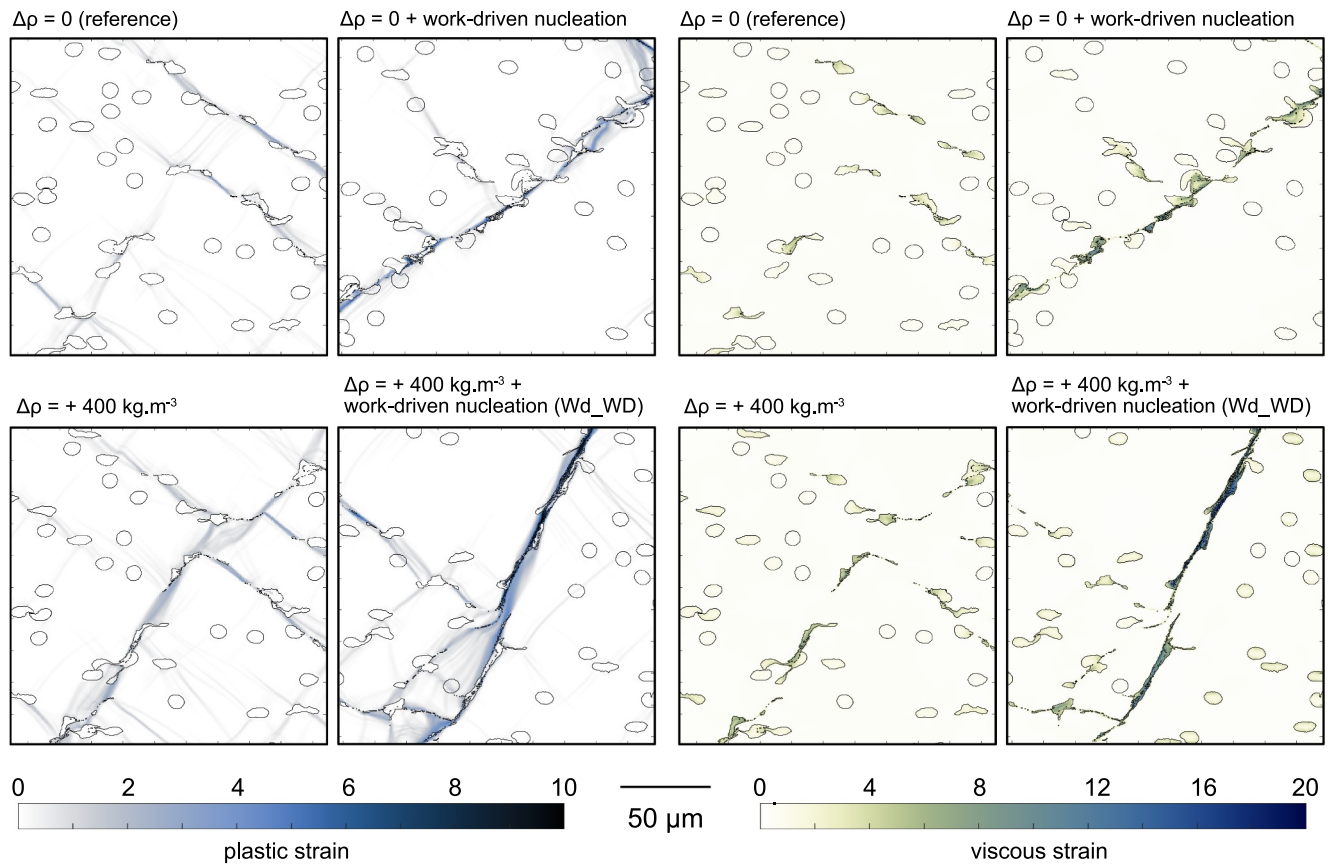 Δρ = 0 (reference)
Δρ = 0 + work-driven nucleation
Δρ = 0 (reference)
Δρ = 0 + work-driven nucleation
Δρ = + 400 kg.m⁻³
Δρ = + 400 kg.m⁻³ +
work-driven nucleation (Wd_WD)
Δρ = + 400 kg.m⁻³
Δρ = + 400 kg.m⁻³ +
work-driven nucleation (Wd_WD)
0 2 4 6 8 10
plastic strain
50 µm
0 4 8 12 16 20
viscous strain